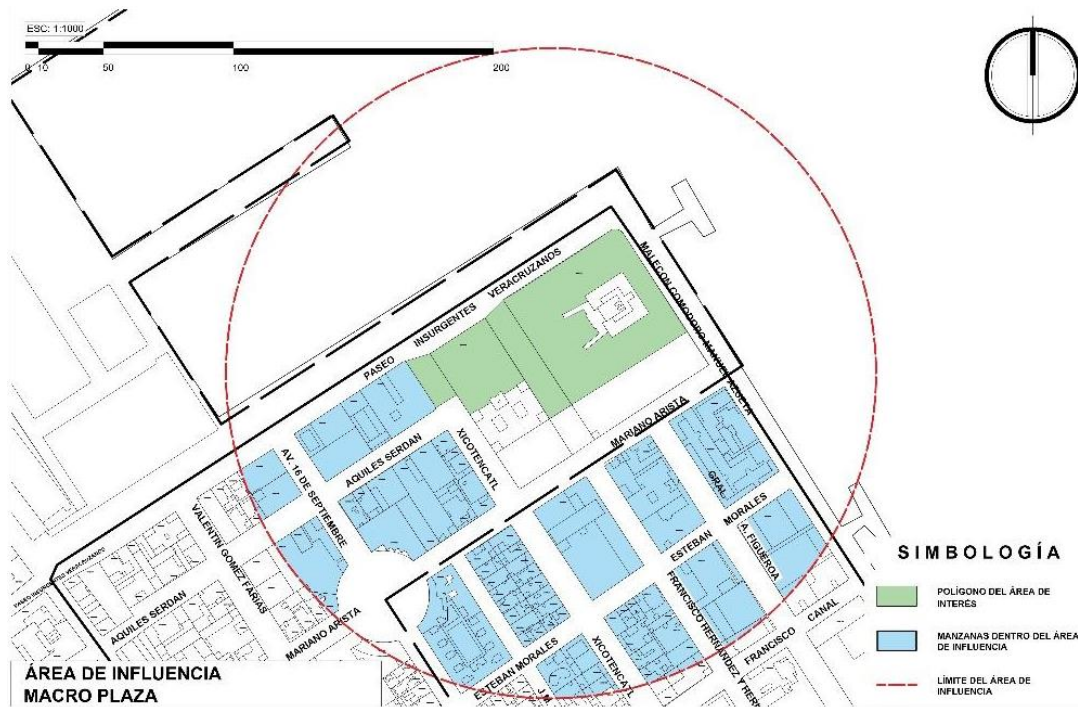 ESC: 1:1000
0 10 50 100 200
PASEO INSURGENTES VERACRUZANOS
MALECON COMODORO MANUEL AZUETA
AQUILES SERDAN
XICOTENCATL
MARIANO ARISTA
AV. 16 DE SEPTIEMBRE
VALENTIN GOMEZ FARIAS
GRAL.
A. FIGUEROA
ESTEBAN MORALES
AQUILES SERDAN
MARIANO ARISTA
ESTEBAN MORALES
J.M.
XICOTENCATL
FRANCISCO HERNANDEZ Y HERN
FRANCISCO CANAL
SIMBOLOGÍA
POLÍGONO DEL ÁREA DE
INTERÉS
MANZANAS DENTRO DEL ÁREA
DE INFLUENCIA
LÍMITE DEL ÁREA DE
INFLUENCIA
ÁREA DE INFLUENCIA
MACRO PLAZA